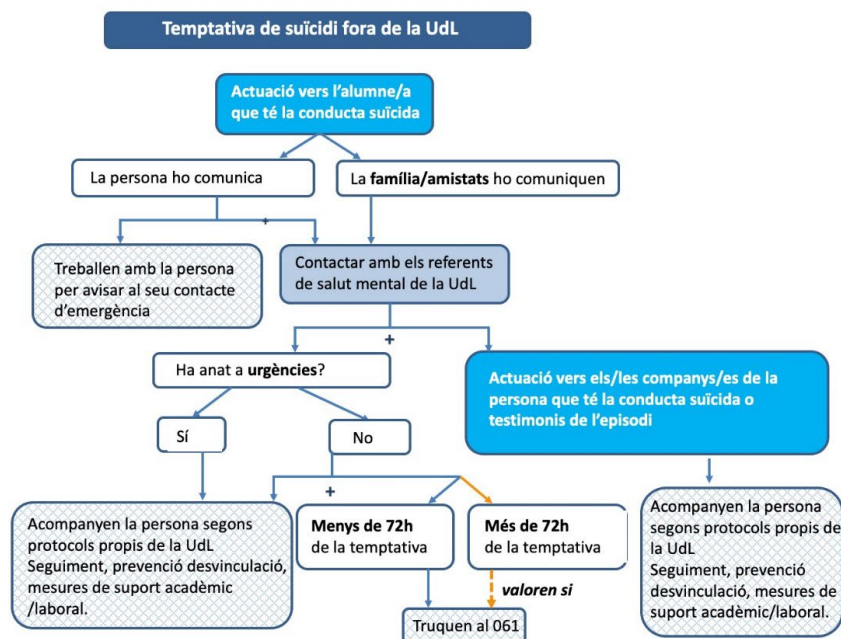 Temptativa de suïcidi fora de la UdL
Actuació vers l’alumne/a
que té la conducta suïcida
La persona ho comunica
La família/amistats ho comuniquen
+
Treballen amb la persona
per avisar al seu contacte
d’emergència
Contactar amb els referents
de salut mental de la UdL
+
Ha anat a urgències?
Actuació vers els/les companys/es de la
persona que té la conducta suïcida o
testimonis de l’episodi
Sí
No
+
Acompanyen la persona segons
protocols propis de la UdL
Seguiment, prevenció desvinculació,
mesures de suport acadèmic
/laboral.
Menys de 72h
de la temptativa
Més de 72h
de la temptativa
Acompanyen la persona
segons protocols propis de
la UdL
Seguiment, prevenció
desvinculació, mesures de
suport acadèmic/laboral.
valoren si
Truquen al 061